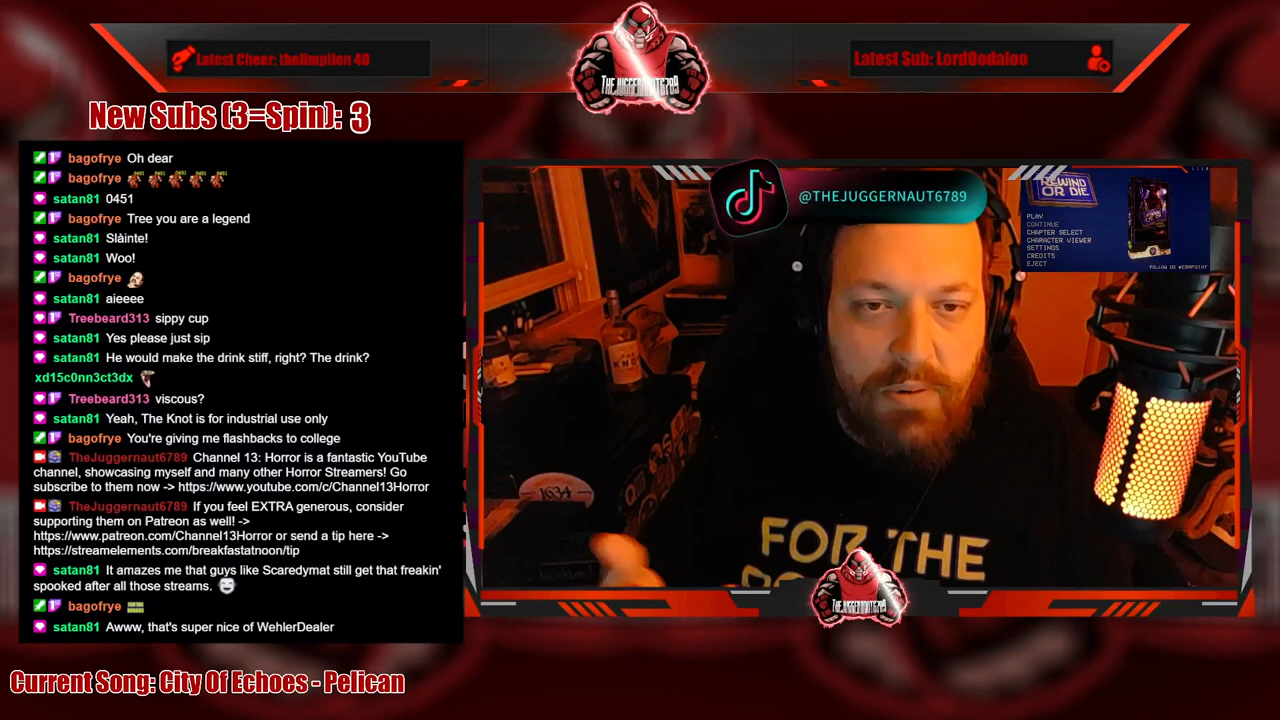 Latest Cheer: thelimplien 40
THEJUGGERNAUT6789
Latest Sub: LordOodaloo
New Subs (3=Spin): 3
bagofrye Oh dear
bagofrye
satan81 0451
bagofrye Tree you are a legend
satan81 Slàinte!
satan81 Woo!
bagofrye
satan81 aieeee
Treebeard313 sippy cup
satan81 Yes please just sip
satan81 He would make the drink stiff, right? The drink?
xd15c0nn3ct3dx
Treebeard313 viscous?
satan81 Yeah, The Knot is for industrial use only
bagofrye You're giving me flashbacks to college
TheJuggernaut6789 Channel 13: Horror is a fantastic YouTube
channel, showcasing myself and many other Horror Streamers! Go
subscribe to them now -> https://www.youtube.com/c/Channel13Horror
TheJuggernaut6789 If you feel EXTRA generous, consider
supporting them on Patreon as well! ->
https://www.patreon.com/Channel13Horror or send a tip here ->
https://streamelements.com/breakfastatnoon/tip
satan81 It amazes me that guys like Scaredymat still get that freakin'
spooked after all those streams.
bagofrye
satan81 Awww, that's super nice of WehlerDealer
@THEJUGGERNAUT6789
REWIND
OR DIE
PLAY
CONTINUE
CHAPTER SELECT
CHARACTER VIEWER
SETTINGS
CREDITS
EJECT
FOLLOW US @COMP3INT
1634
FOR THE
THEJUGGERNAUT6789
Current Song: City Of Echoes - Pelican